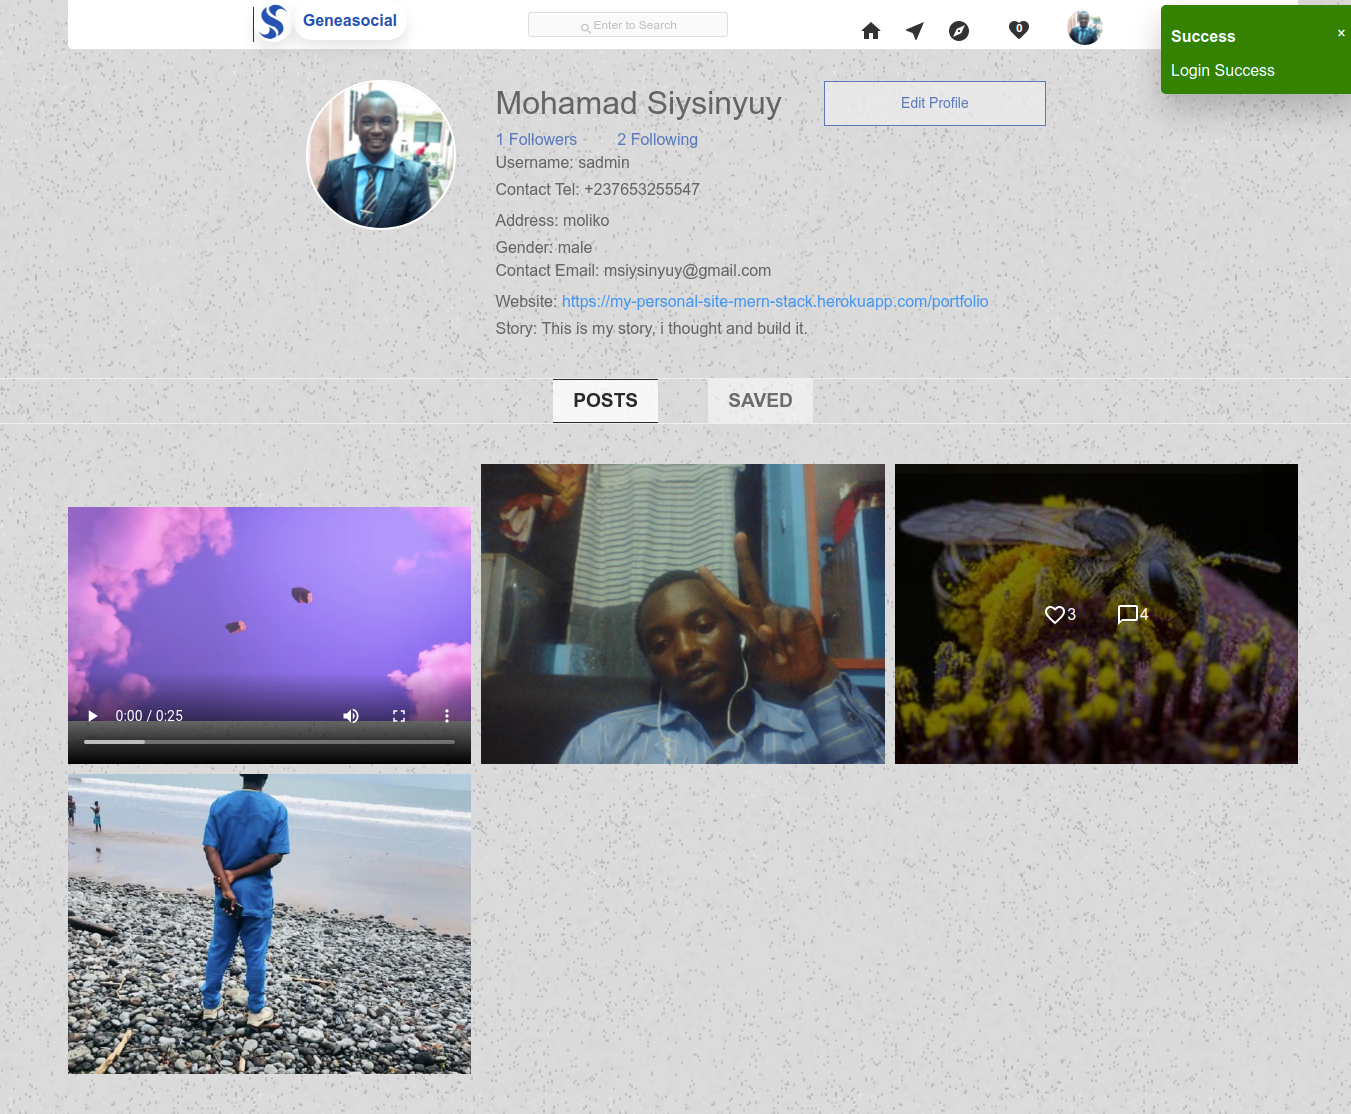 Geneasocial
Enter to Search
0
Success
×
Login Success
Mohamad Siysinyuy
Edit Profile
1 Followers
2 Following
Username: sadmin
Contact Tel: +237653255547
Address: moliko
Gender: male
Contact Email: msiysinyuy@gmail.com
Website: https://my-personal-site-mern-stack.herokuapp.com/portfolio
Story: This is my story, i thought and build it.
POSTS
SAVED
0:00 / 0:25
3
4